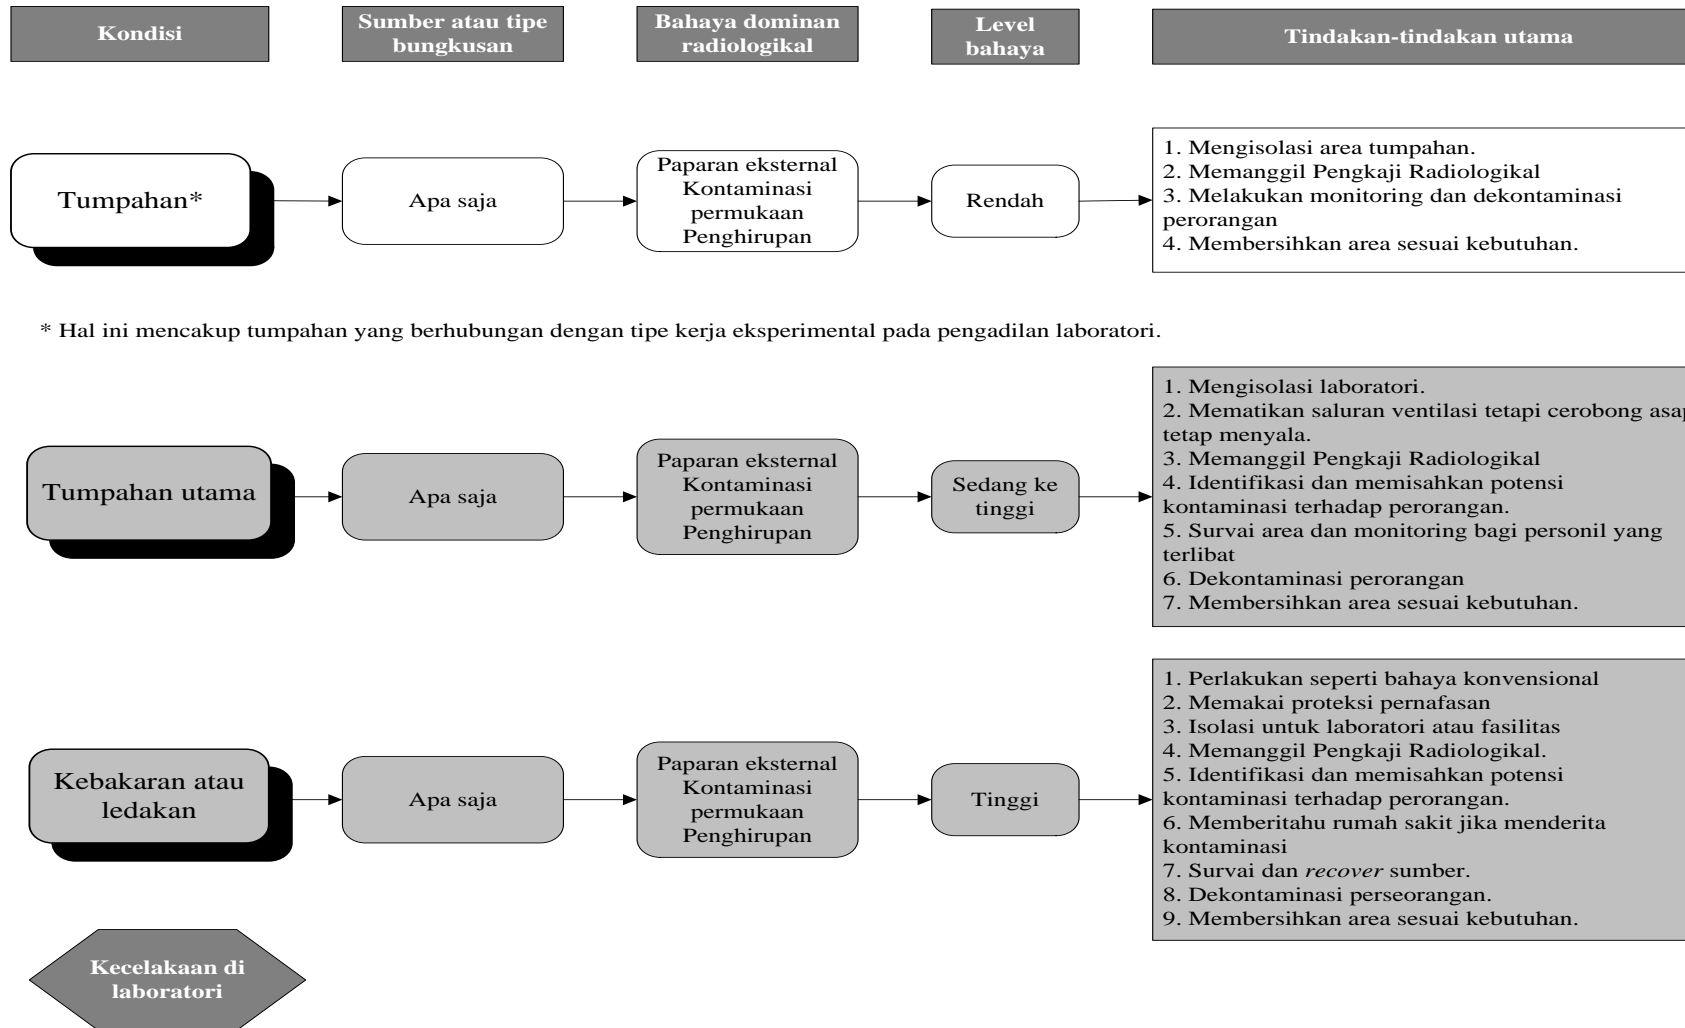 Kondisi
Sumber atau tipe
bungkusan
Bahaya dominan
radiologikal
Level
bahaya
Tindakan-tindakan utama
Tumpahan*
Apa saja
Paparan eksternal
Kontaminasi
permukaan
Penghirupan
Rendah
1. Mengisolasi area tumpahan.
2. Memanggil Pengkaji Radiologikal
3. Melakukan monitoring dan dekontaminasi
perorangan
4. Membersihkan area sesuai kebutuhan.
* Hal ini mencakup tumpahan yang berhubungan dengan tipe kerja eksperimental pada pengadilan laboratori.
Tumpahan utama
Apa saja
Paparan eksternal
Kontaminasi
permukaan
Penghirupan
Sedang ke
tinggi
1. Mengisolasi laboratori.
2. Mematikan saluran ventilasi tetapi cerobong asap
tetap menyala.
3. Memanggil Pengkaji Radiologikal
4. Identifikasi dan memisahkan potensi
kontaminasi terhadap perorangan.
5. Survai area dan monitoring bagi personil yang
terlibat
6. Dekontaminasi perorangan
7. Membersihkan area sesuai kebutuhan.
Kebakaran atau
ledakan
Apa saja
Paparan eksternal
Kontaminasi
permukaan
Penghirupan
Tinggi
1. Perlakukan seperti bahaya konvensional
2. Memakai proteksi pernafasan
3. Isolasi untuk laboratori atau fasilitas
4. Memanggil Pengkaji Radiologikal.
5. Identifikasi dan memisahkan potensi
kontaminasi terhadap perorangan.
6. Memberitahu rumah sakit jika menderita
kontaminasi
7. Survai dan recover sumber.
8. Dekontaminasi perseorangan.
9. Membersihkan area sesuai kebutuhan.
Kecelakaan di
laboratori